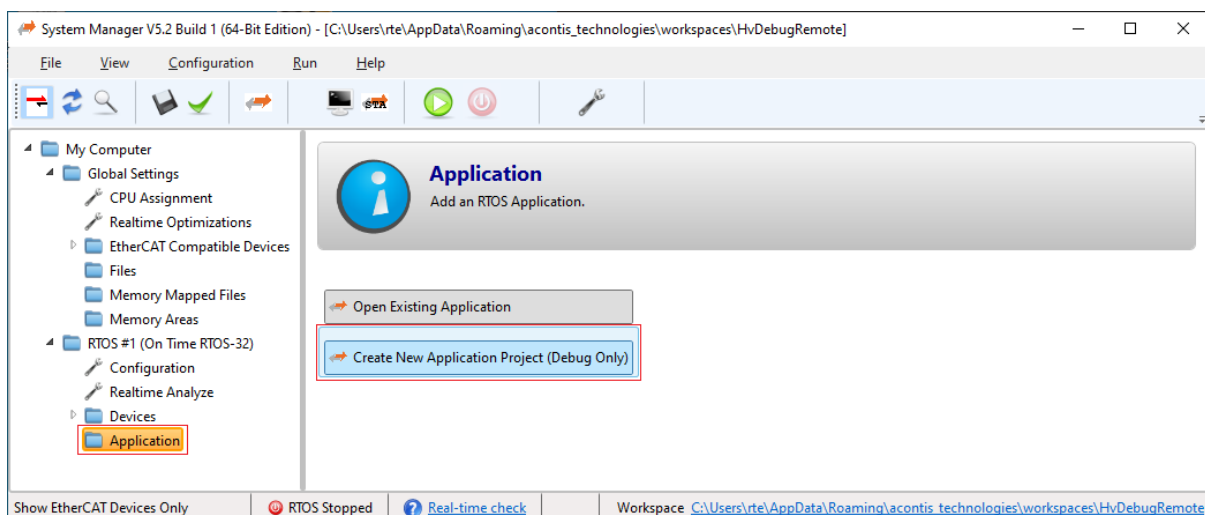 System Manager V5.2 Build 1 (64-Bit Edition) - [C:\Users\rte\AppData\Roaming\acontis_technologies\workspaces\HvDebugRemote]
File View Configuration Run Help
STA
My Computer
Global Settings
CPU Assignment
Realtime Optimizations
EtherCAT Compatible Devices
Files
Memory Mapped Files
Memory Areas
RTOS #1 (On Time RTOS-32)
Configuration
Realtime Analyze
Devices
Application
Application
Add an RTOS Application.
Open Existing Application
Create New Application Project (Debug Only)
Show EtherCAT Devices Only RTOS Stopped Real-time check Workspace C:\Users\rte\AppData\Roaming\acontis_technologies\workspaces\HvDebugRemote